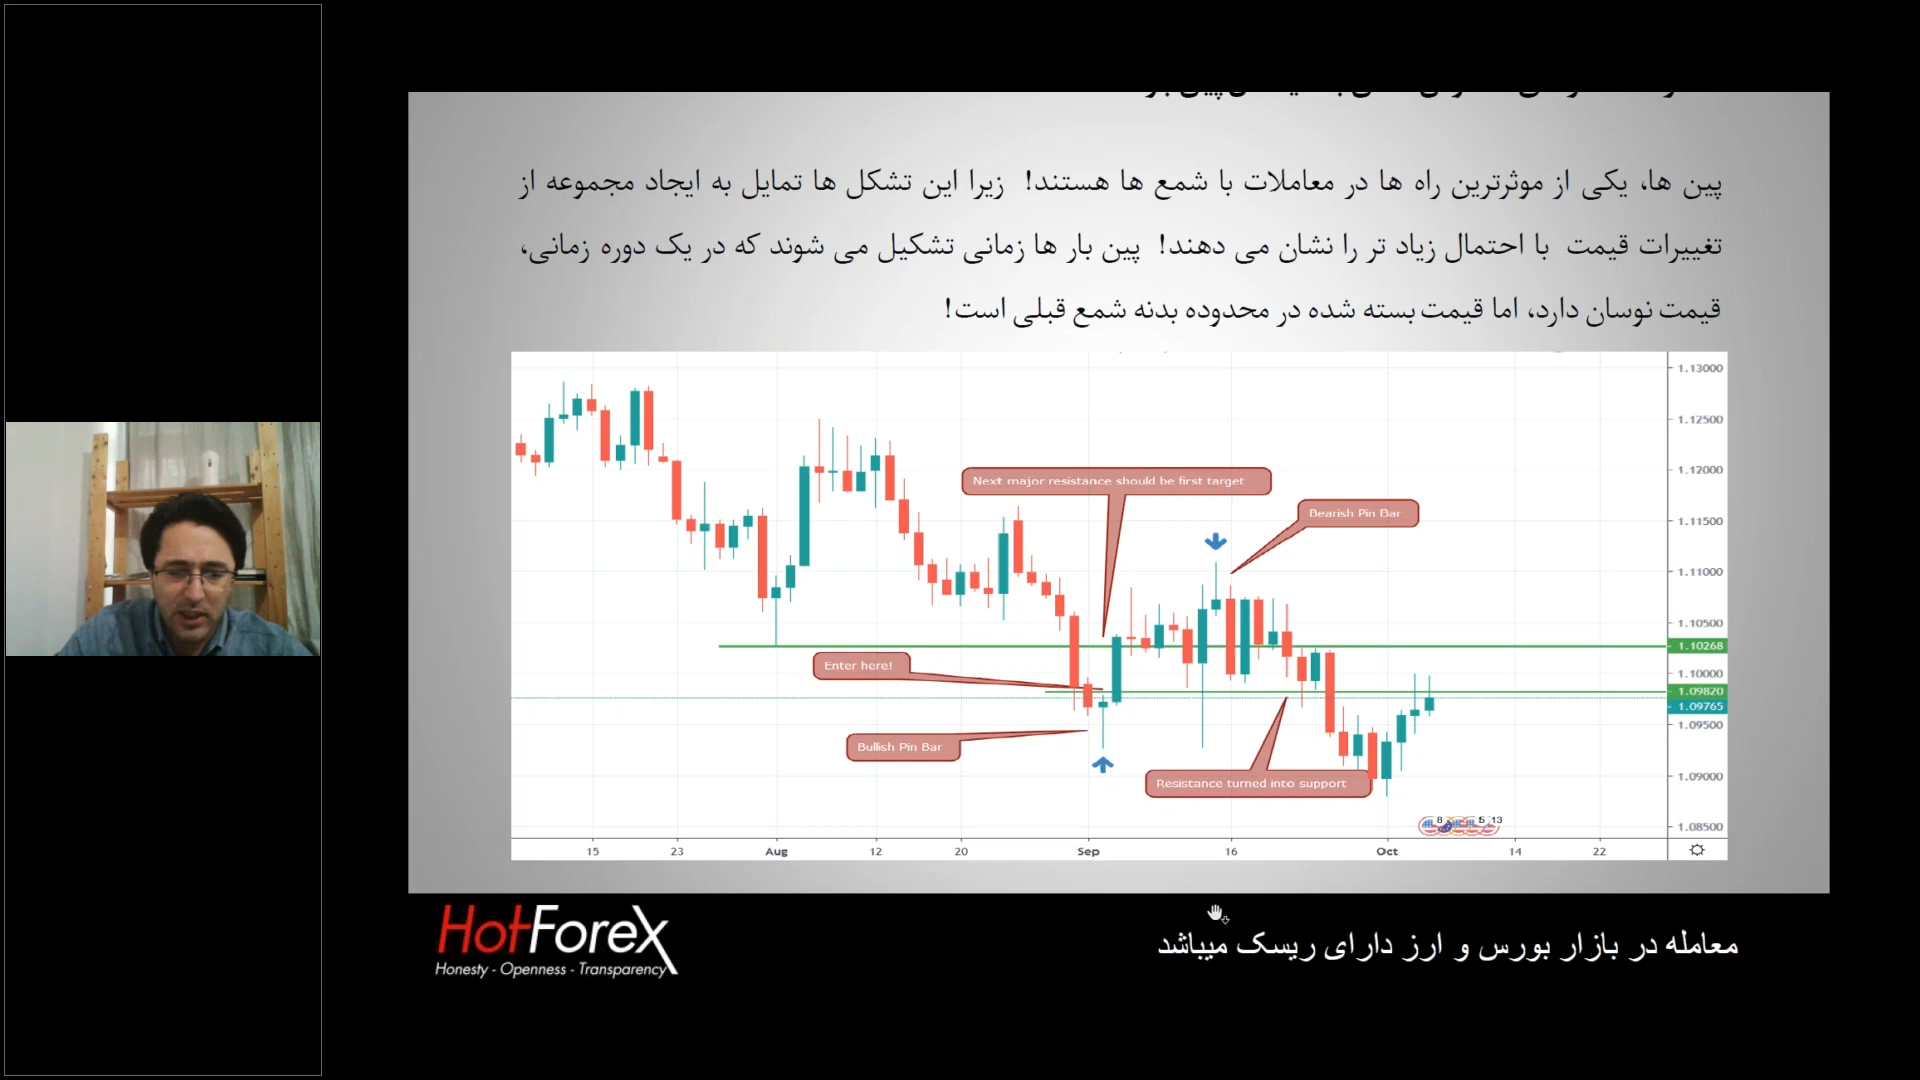 پین ها، یکی از موثرترین راه ها در معاملات با شمع ها هستند! زیرا این تشکل ها تمایل به ایجاد مجموعه از
تغییرات قیمت با احتمال زیاد تر را نشان می دهند! پین بار ها زمانی تشکیل می شوند که در یک دوره زمانی،
قیمت نوسان دارد، اما قیمت بسته شده در محدوده بدنه شمع قبلی است!
1.13000
1.12500
1.12000
Next major resistance should be first target
Bearish Pin Bar
1.11500
1.11000
1.10500
1.10268
Enter here!
1.10000
1.09820
1.09765
1.09500
Bullish Pin Bar
Resistance turned into support
1.09000
8 5 13
1.08500
15 23 Aug 12 20 Sep 16 Oct 14 22
HotForex
Honesty - Openness - Transparency
معامله در بازار بورس و ارز دارای ریسک میباشد